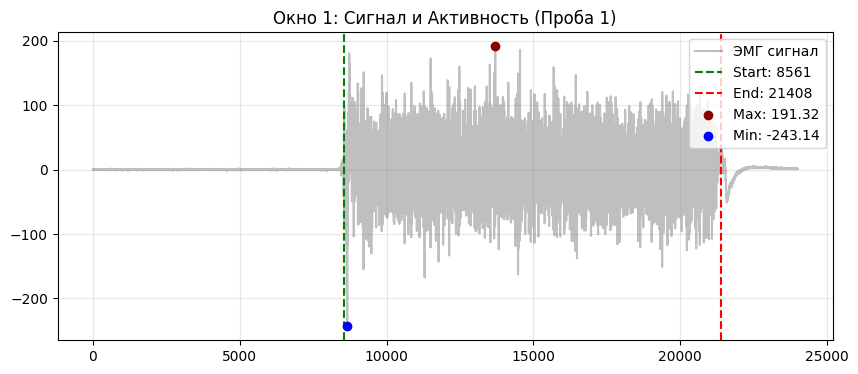 Окно 1: Сигнал и Активность (Проба 1)
200
100
0
−100
−200
ЭМГ сигнал
Start: 8561
End: 21408
Max: 191.32
Min: -243.14
0 5000 10000 15000 20000 25000